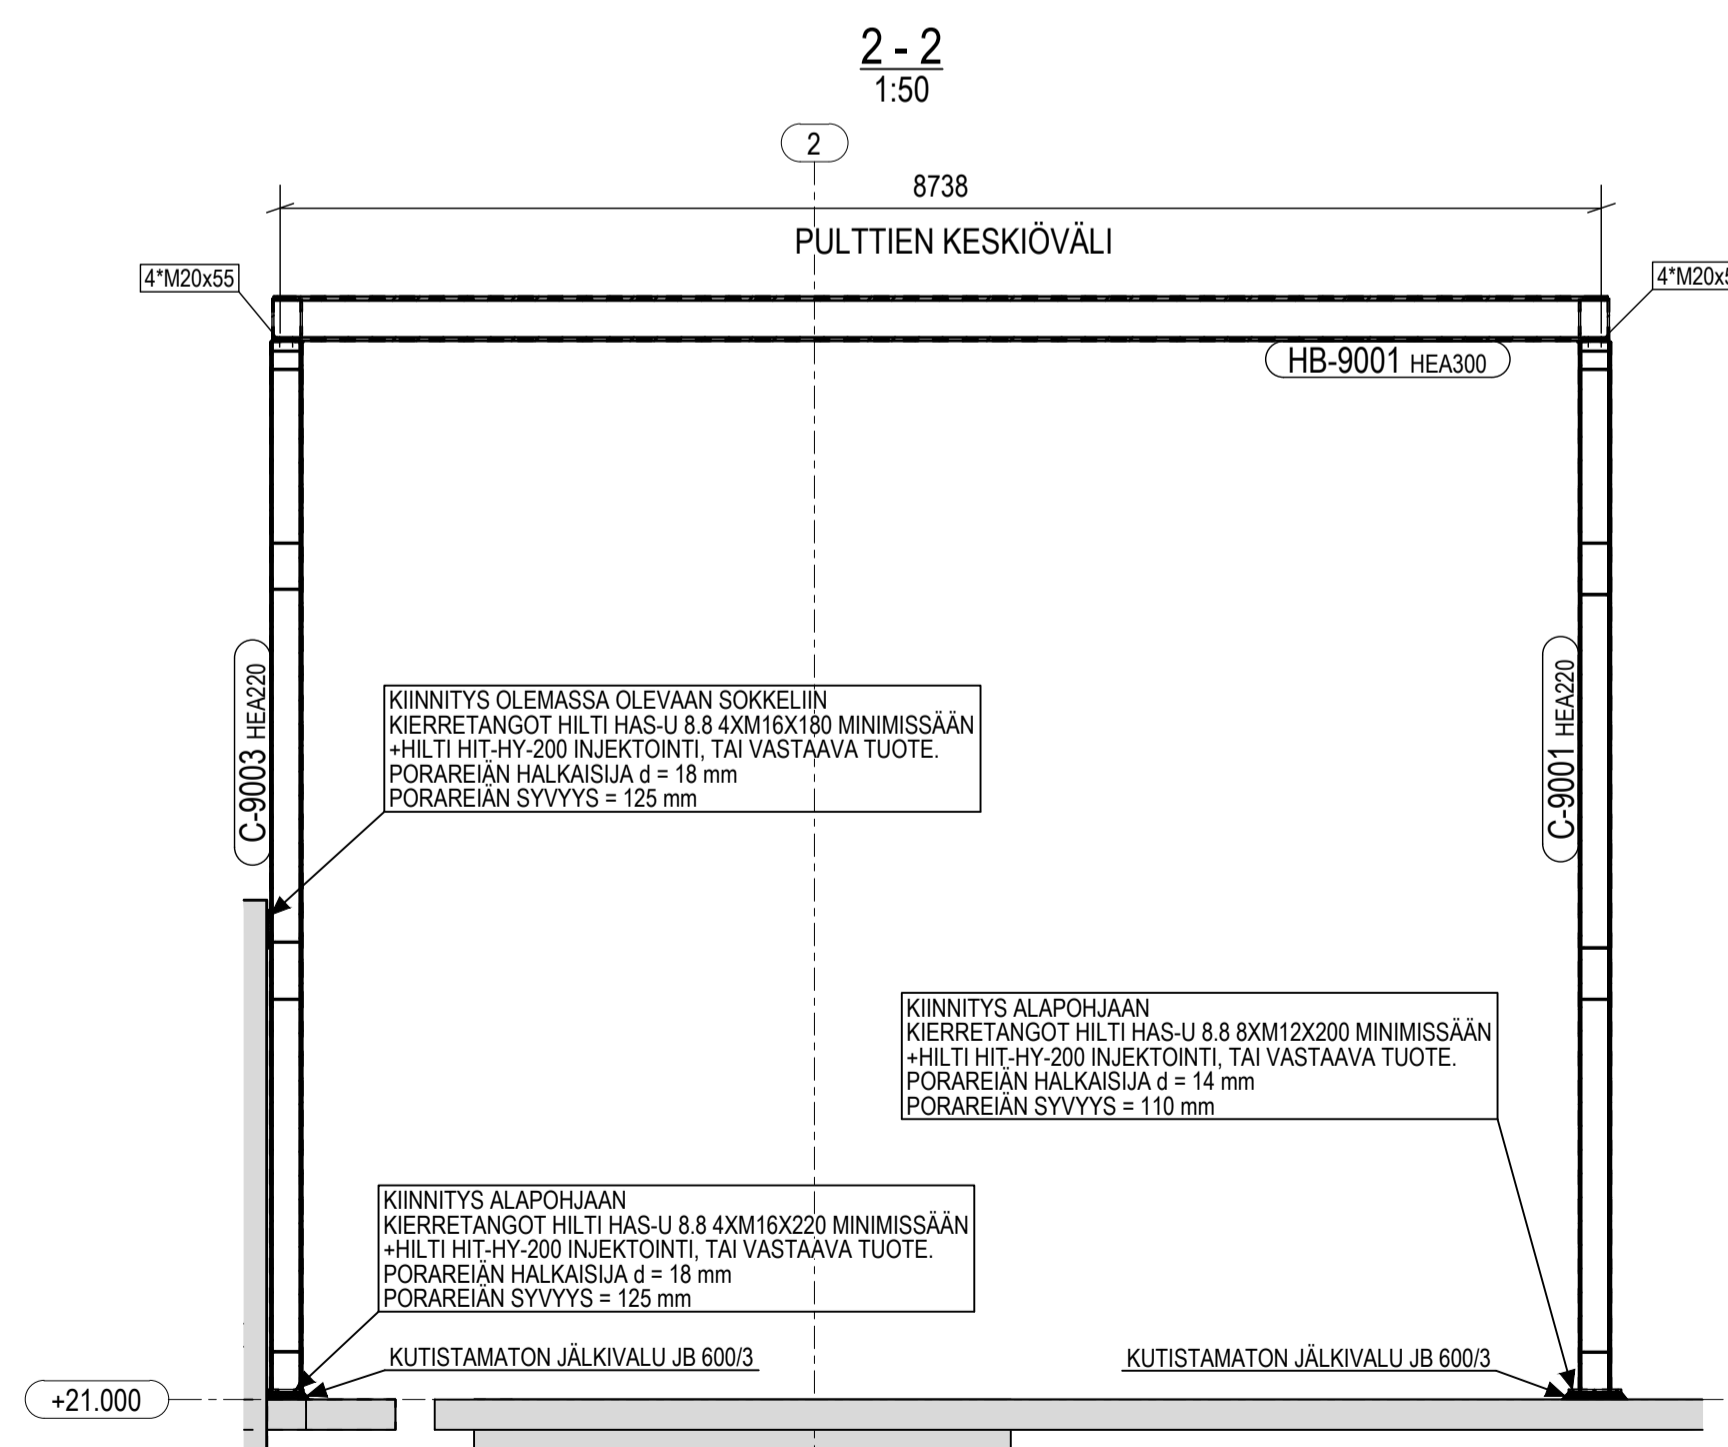 2 - 2
1:50
2
8738
PULTTIEN KESKIÖVÄLI
4*M20x55
4*M20x5
HB-9001 HEA300
C-9003 HEA220
C-9001 HEA220
KIINNITYS OLEMASSA OLEVAAN SOKKELIIN
KIERRETANGOT HILTI HAS-U 8.8 4XM16X180 MINIMISSÄÄN
+HILTI HIT-HY-200 INJEKTOINTI, TAI VASTAAVA TUOTE.
PORAREIÄN HALKAISIJA d = 18 mm
PORAREIÄN SYVYYS = 125 mm
KIINNITYS ALAPOHJAAN
KIERRETANGOT HILTI HAS-U 8.8 8XM12X200 MINIMISSÄÄN
+HILTI HIT-HY-200 INJEKTOINTI, TAI VASTAAVA TUOTE.
PORAREIÄN HALKAISIJA d = 14 mm
PORAREIÄN SYVYYS = 110 mm
KIINNITYS ALAPOHJAAN
KIERRETANGOT HILTI HAS-U 8.8 4XM16X220 MINIMISSÄÄN
+HILTI HIT-HY-200 INJEKTOINTI, TAI VASTAAVA TUOTE.
PORAREIÄN HALKAISIJA d = 18 mm
PORAREIÄN SYVYYS = 125 mm
KUTISTAMATON JÄLKIVALU JB 600/3
KUTISTAMATON JÄLKIVALU JB 600/3
+21.000